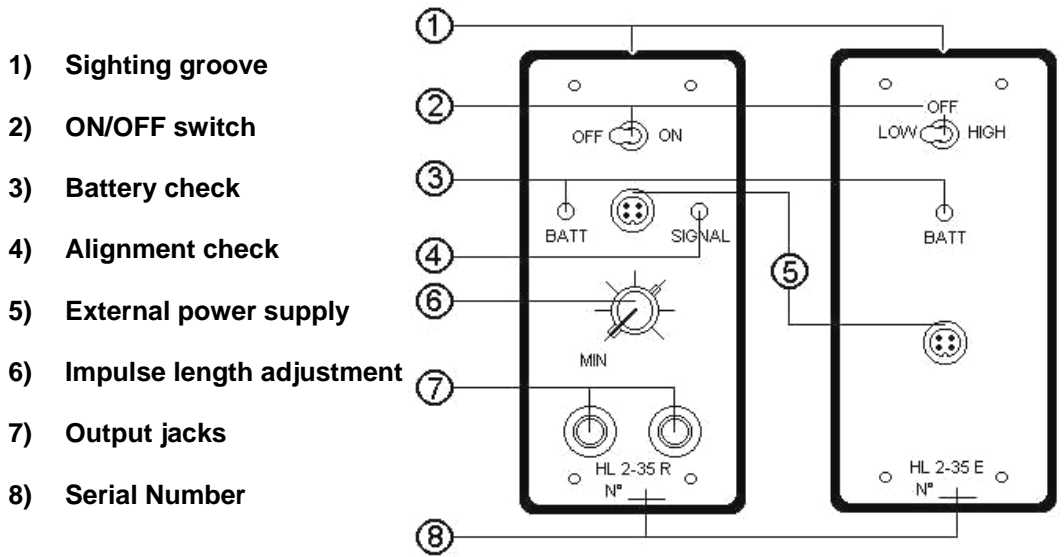 1) Sighting groove
2) ON/OFF switch
3) Battery check
4) Alignment check
5) External power supply
6) Impulse length adjustment
7) Output jacks
8) Serial Number
1
2
OFF ON
3
BATT SIGNAL
4
6
MIN
7
HL 2-35 R
N°
8
5
OFF
LOW HIGH
BATT
HL 2-35 E
N°